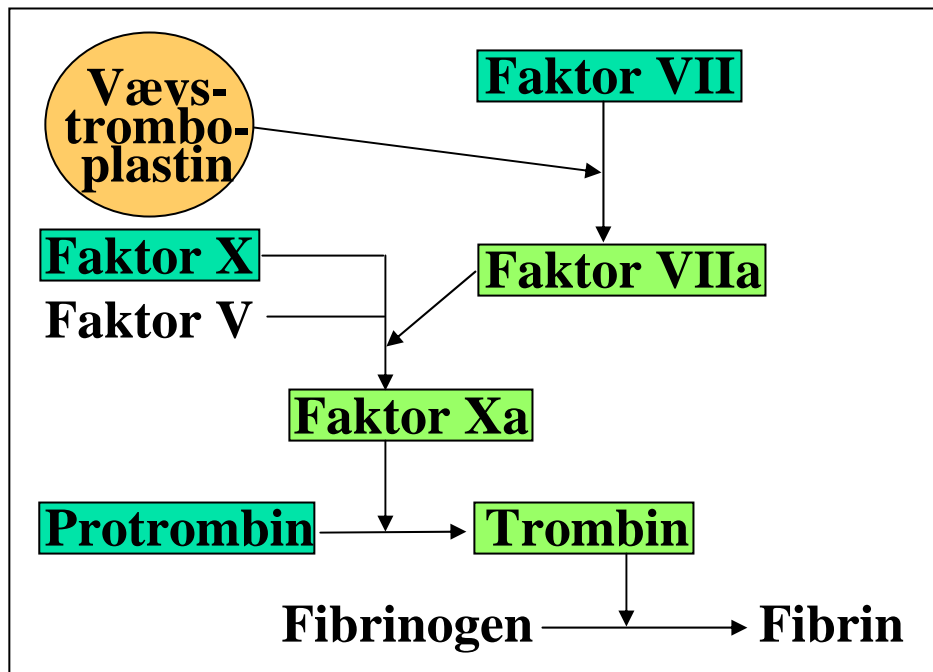 Vævs-
trombo-
plastin
Faktor VII
Faktor X
Faktor VIIa
Faktor V
Faktor Xa
Protrombin
Trombin
Fibrinogen
Fibrin